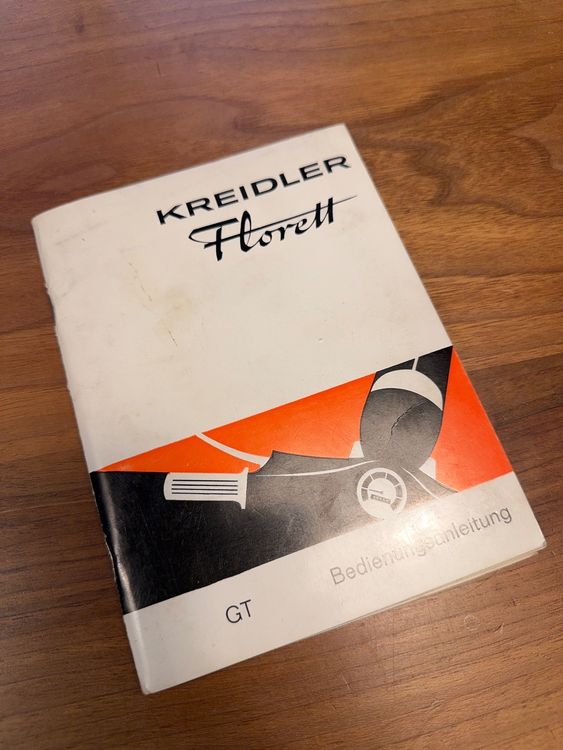 KREIDLER
Florett
Bedienungsanleitung
GT